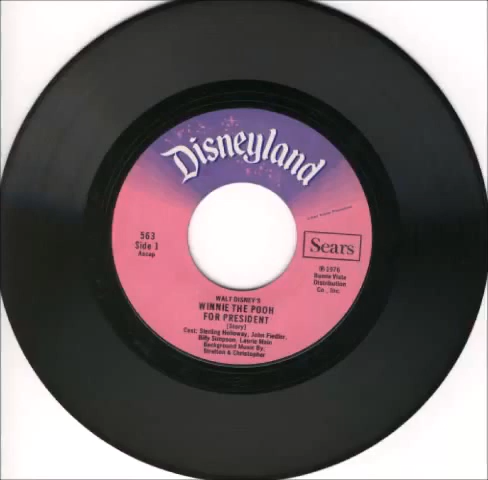 Disneyland
563
Side 1
Ascap
Sears
℗ 1976
Buena Vista
Distribution
Co., Inc.
WALT DISNEY'S
WINNIE THE POOH
FOR PRESIDENT
(Story)
Cast: Sterling Holloway, John Fiedler,
Billy Simpson, Laurie Main
Background Music By:
Stratton & Christopher